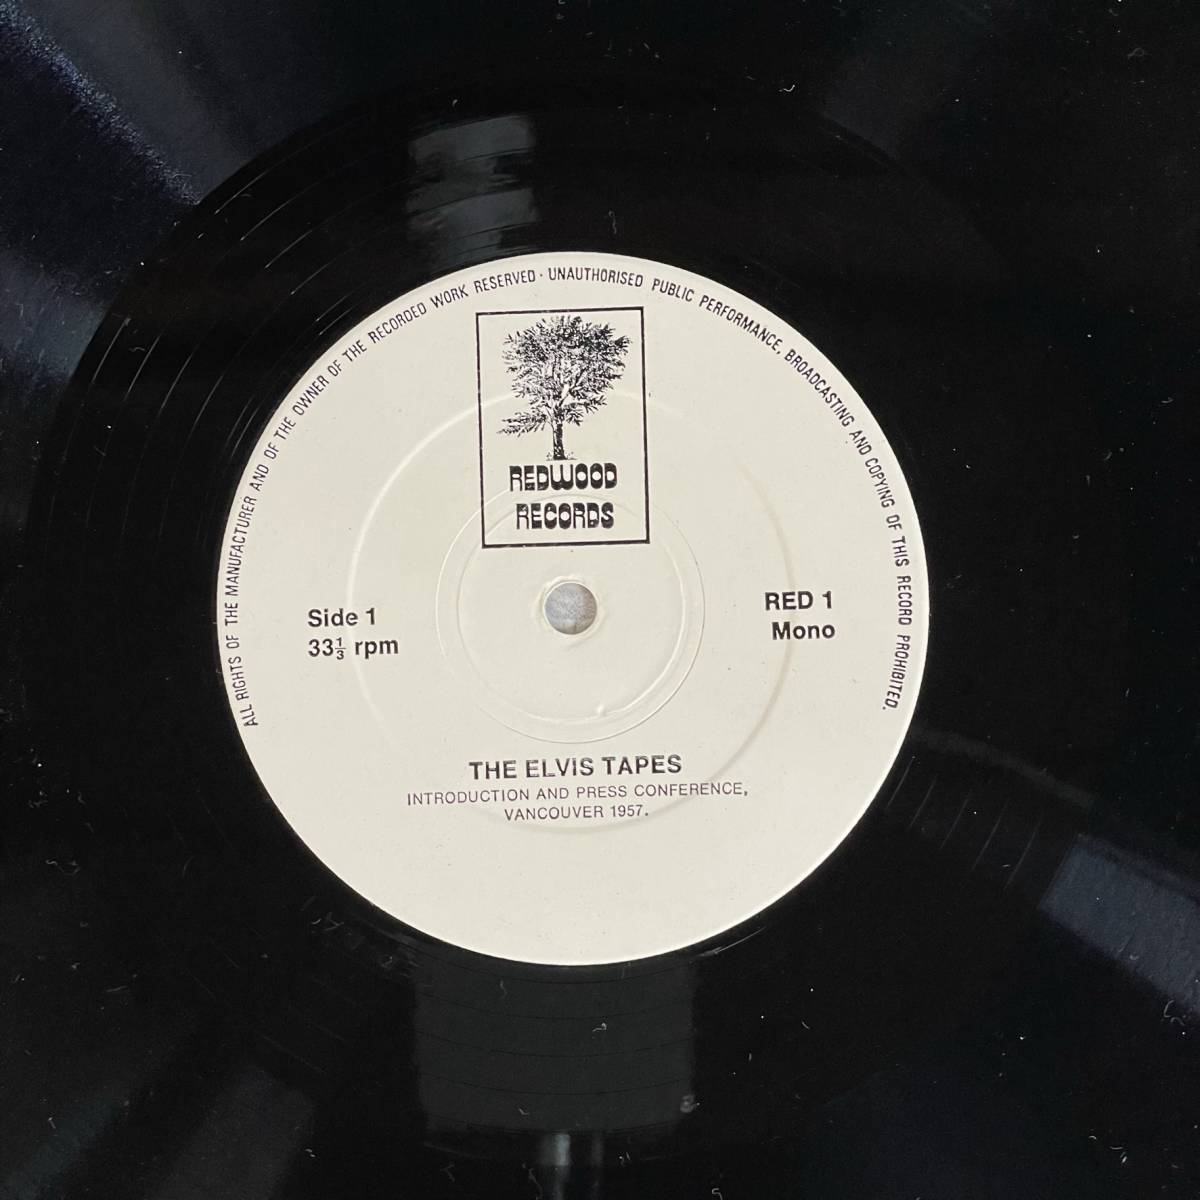 ALL RIGHTS OF THE MANUFACTURER AND OF THE OWNER OF THE RECORDED WORK RESERVED · UNAUTHORISED PUBLIC PERFORMANCE, BROADCASTING AND COPYING OF THIS RECORD PROHIBITED.
REDWOOD
RECORDS
Side 1
33⅓ rpm
RED 1
Mono
THE ELVIS TAPES
INTRODUCTION AND PRESS CONFERENCE,
VANCOUVER 1957.